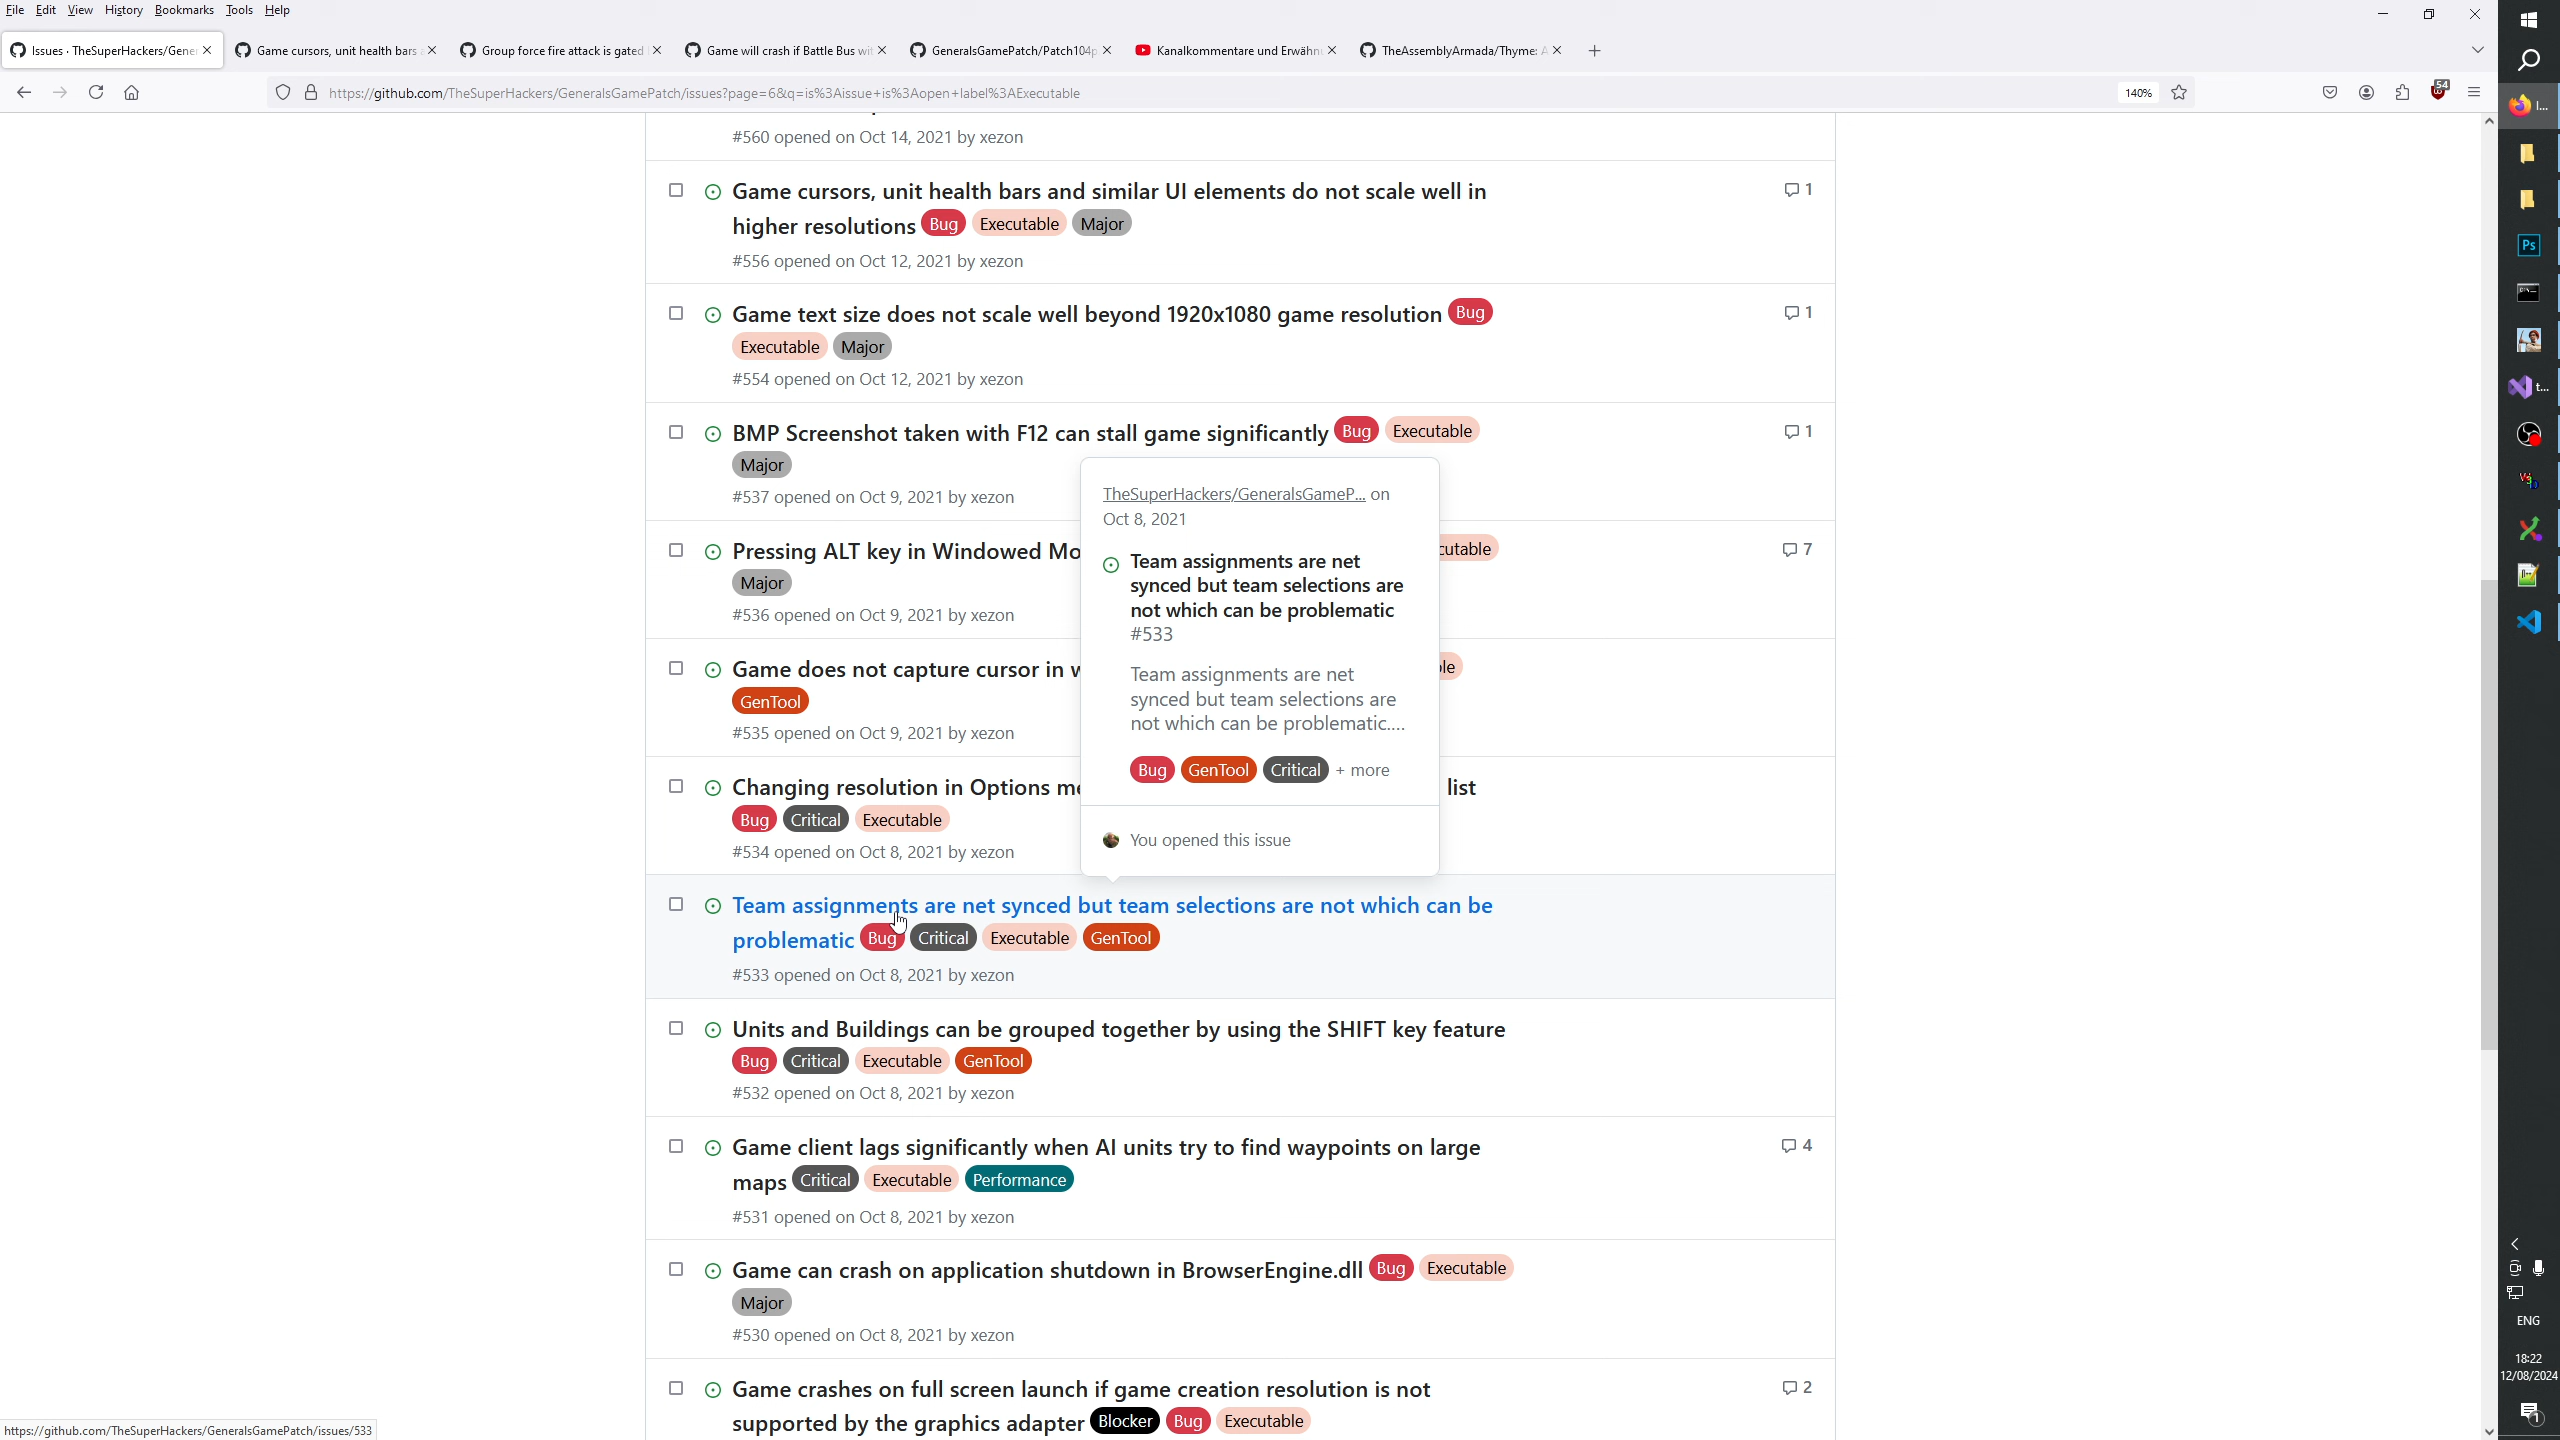 File Edit View History Bookmarks Tools Help
Issues · TheSuperHackers/Gene
Game cursors, unit health bars
Group force fire attack is gated
Game will crash if Battle Bus wit
GeneralsGamePatch/Patch104p
Kanalkommentare und Erwähn
TheAssemblyArmada/Thyme: A
https://github.com/TheSuperHackers/GeneralsGamePatch/issues?page=6&q=is%3Aissue+is%3Aopen+label%3AExecutable
140%
54
#560 opened on Oct 14, 2021 by xezon
Game cursors, unit health bars and similar UI elements do not scale well in
1
higher resolutions Bug Executable Major
#556 opened on Oct 12, 2021 by xezon
Game text size does not scale well beyond 1920x1080 game resolution Bug
1
Executable Major
#554 opened on Oct 12, 2021 by xezon
BMP Screenshot taken with F12 can stall game significantly Bug Executable
1
Major
#537 opened on Oct 9, 2021 by xezon
Pressing ALT key in Windowed Mo
cutable
7
Major
#536 opened on Oct 9, 2021 by xezon
Game does not capture cursor in w
le
GenTool
#535 opened on Oct 9, 2021 by xezon
Changing resolution in Options me
list
Bug Critical Executable
#534 opened on Oct 8, 2021 by xezon
TheSuperHackers/GeneralsGameP... on
Oct 8, 2021
Team assignments are net
synced but team selections are
not which can be problematic
#533
Team assignments are net
synced but team selections are
not which can be problematic....
Bug GenTool Critical + more
You opened this issue
Team assignments are net synced but team selections are not which can be
problematic Bug Critical Executable GenTool
#533 opened on Oct 8, 2021 by xezon
Units and Buildings can be grouped together by using the SHIFT key feature
Bug Critical Executable GenTool
#532 opened on Oct 8, 2021 by xezon
Game client lags significantly when AI units try to find waypoints on large
4
maps Critical Executable Performance
#531 opened on Oct 8, 2021 by xezon
Game can crash on application shutdown in BrowserEngine.dll Bug Executable
Major
#530 opened on Oct 8, 2021 by xezon
Game crashes on full screen launch if game creation resolution is not
2
supported by the graphics adapter Blocker Bug Executable
https://github.com/TheSuperHackers/GeneralsGamePatch/issues/533
I...
Ps
t...
ENG
18:22
12/08/2024
1